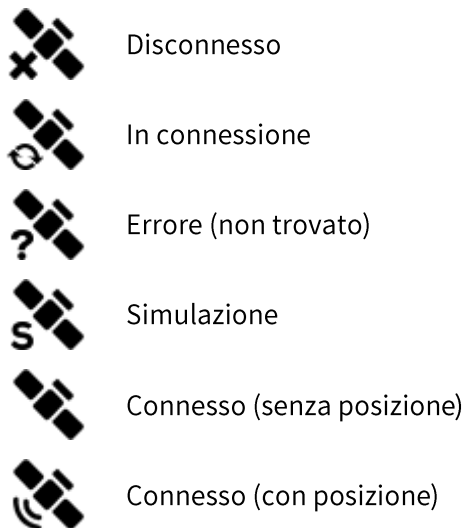 Disconnesso
In connessione
? Errore (non trovato)
S Simulazione
Connesso (senza posizione)
Connesso (con posizione)